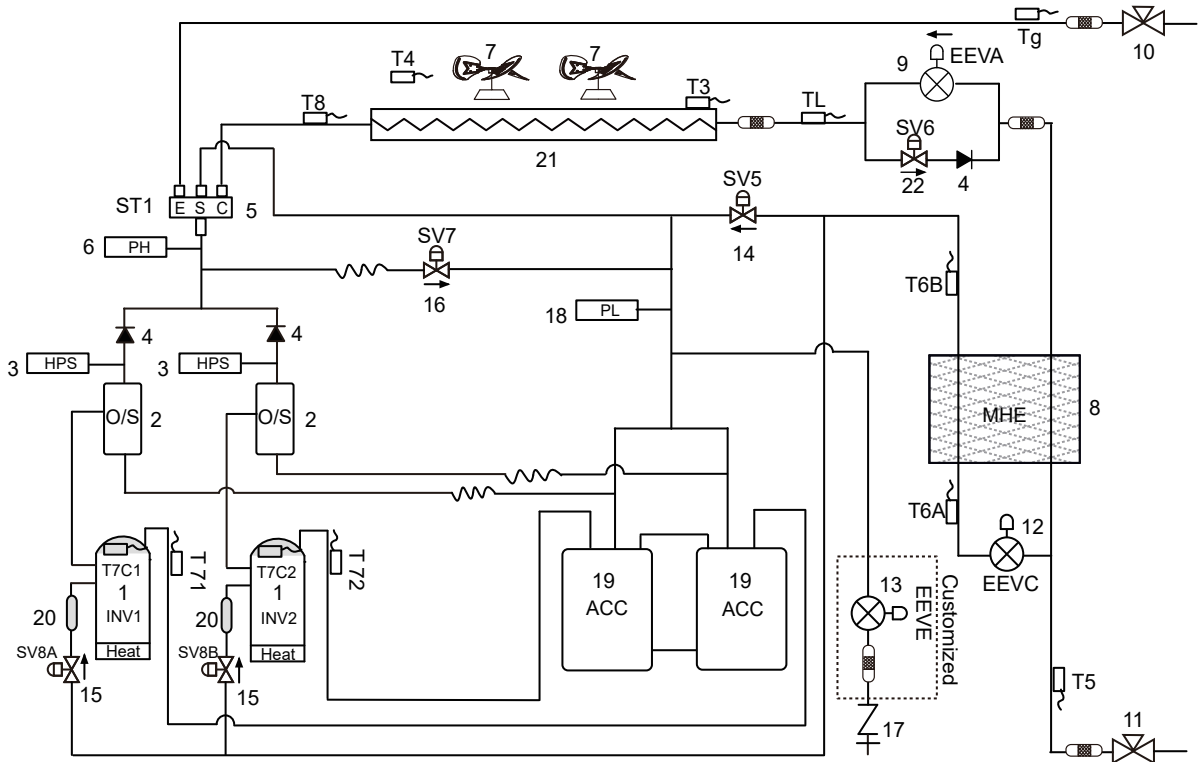 Tg
10
7
7
T4
9
EEVA
T8
T3
TL
SV6
21
22
4
ST1
E S C
5
SV5
14
6
PH
SV7
16
T6B
18
PL
4
4
3
HPS
3
HPS
O/S
2
O/S
2
MHE
8
T6A
12
EEVC
T7C1
1
INV1
Heat
T 71
T7C2
1
INV2
Heat
T 72
19
ACC
19
ACC
13
EEVE
Customized
20
20
SV8A
15
SV8B
15
17
T5
11